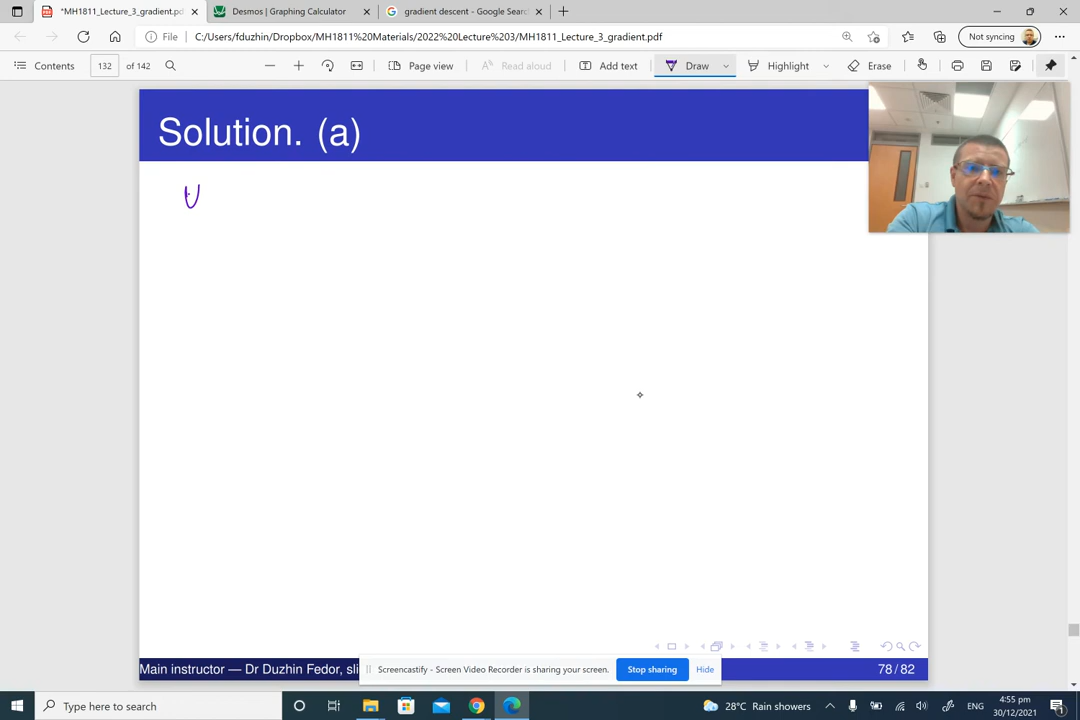 *MH1811_Lecture_3_gradient.pd
Desmos | Graphing Calculator
gradient descent - Google Searc
File
C:/Users/fduzhin/Dropbox/MH1811%20Materials/2022%20Lecture%203/MH1811_Lecture_3_gradient.pdf
Not syncing
Contents
132 of 142
Page view
Read aloud
Add text
Draw
Highlight
Erase
Solution. (a)
U
Main instructor — Dr Duzhin Fedor, sli
78 / 82
Screencastify - Screen Video Recorder is sharing your screen.
Stop sharing
Hide
Type here to search
28°C Rain showers
ENG
4:55 pm
30/12/2021
1